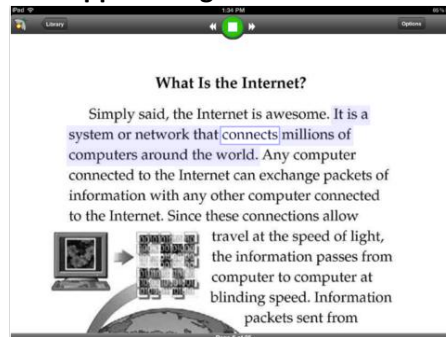 iPad
1:34 PM
Library
Options
What Is the Internet?
Simply said, the Internet is awesome. It is a
system or network that connects millions of
computers around the world. Any computer
connected to the Internet can exchange packets of
information with any other computer connected
to the Internet. Since these connections allow
travel at the speed of light,
the information passes from
computer to computer at
blinding speed. Information
packets sent from